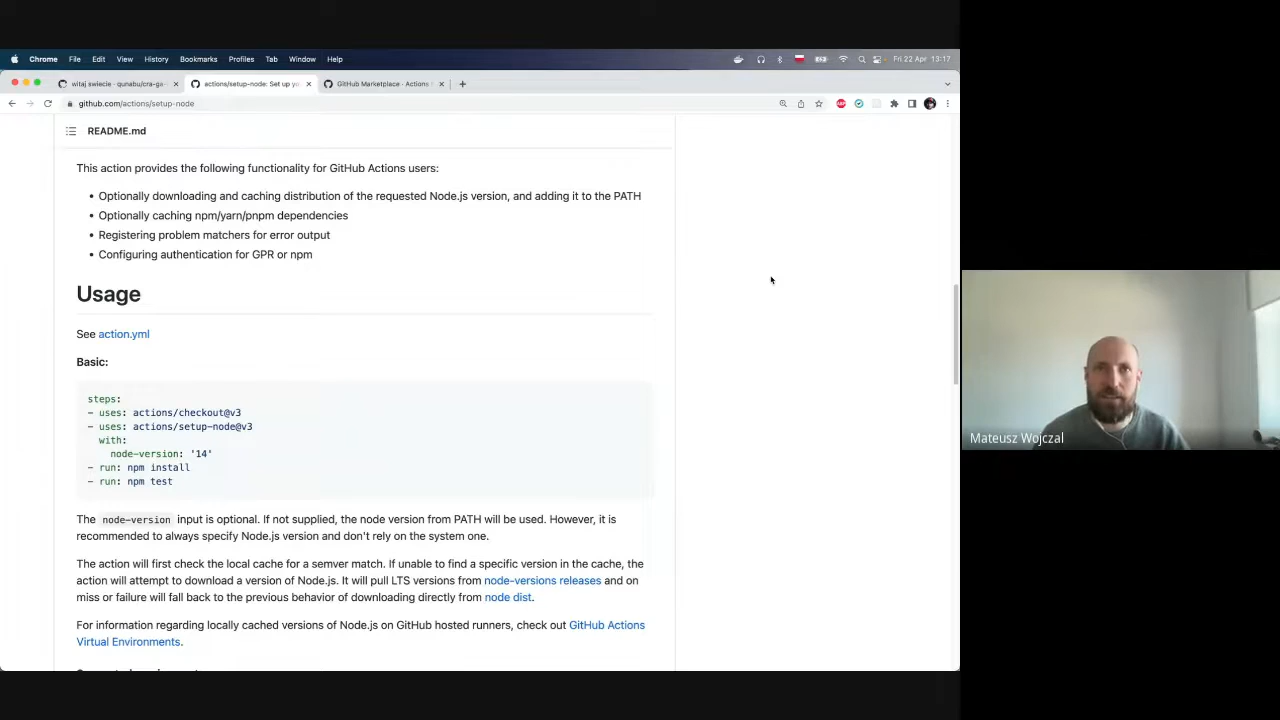 Chrome File Edit View History Bookmarks Profiles Tab Window Help
Fri 22 Apr 13:17
witaj swiecie - qunabu/cra-ga
actions/setup-node: Set up yo
GitHub Marketplace · Actions
github.com/actions/setup-node
README.md
This action provides the following functionality for GitHub Actions users:
• Optionally downloading and caching distribution of the requested Node.js version, and adding it to the PATH
• Optionally caching npm/yarn/pnpm dependencies
• Registering problem matchers for error output
• Configuring authentication for GPR or npm
Usage
See action.yml
Basic:
steps:
- uses: actions/checkout@v3
- uses: actions/setup-node@v3
with:
node-version: '14'
- run: npm install
- run: npm test
The node-version input is optional. If not supplied, the node version from PATH will be used. However, it is
recommended to always specify Node.js version and don't rely on the system one.
The action will first check the local cache for a semver match. If unable to find a specific version in the cache, the
action will attempt to download a version of Node.js. It will pull LTS versions from node-versions releases and on
miss or failure will fall back to the previous behavior of downloading directly from node dist.
For information regarding locally cached versions of Node.js on GitHub hosted runners, check out GitHub Actions
Virtual Environments.
Mateusz Wojczal